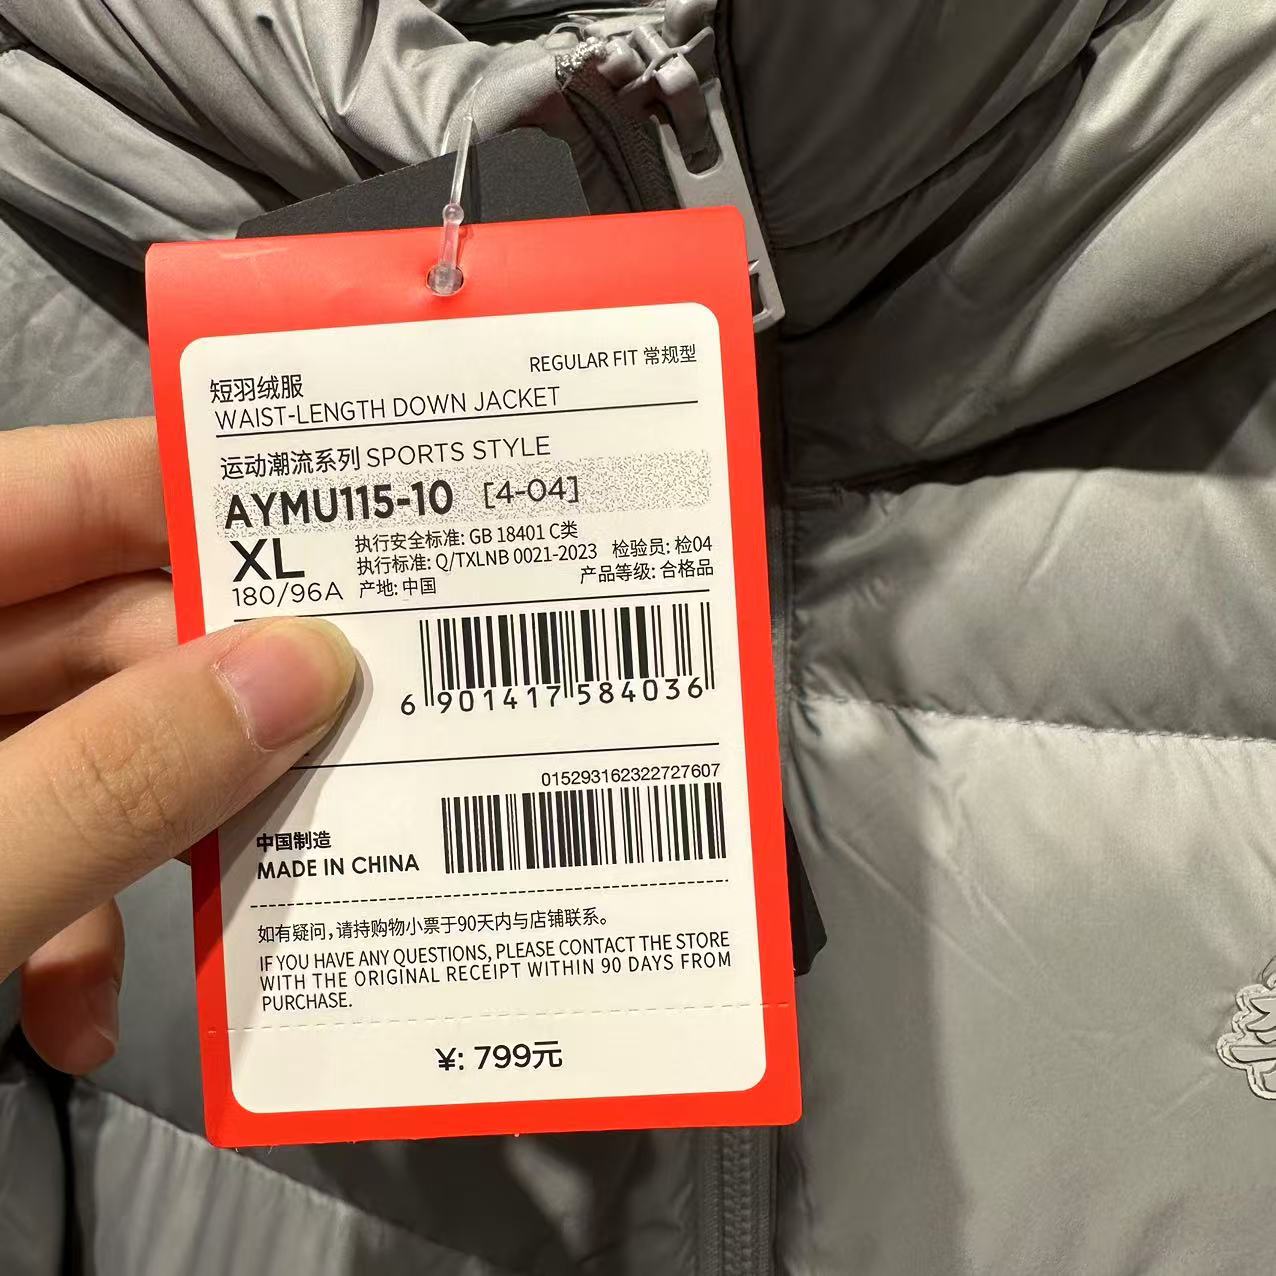 REGULAR FIT 常规型
短羽绒服
WAIST-LENGTH DOWN JACKET
运动潮流系列 SPORTS STYLE
AYMU115-10 [4-04]
XL
180/96A
执行安全标准: GB 18401 C类
执行标准: Q/TXLNB 0021-2023 检验员: 检04
产地: 中国 产品等级: 合格品
6 901417 584036
015293162322727607
中国制造
MADE IN CHINA
如有疑问，请持购物小票于90天内与店铺联系。
IF YOU HAVE ANY QUESTIONS, PLEASE CONTACT THE STORE
WITH THE ORIGINAL RECEIPT WITHIN 90 DAYS FROM
PURCHASE.
¥: 799元